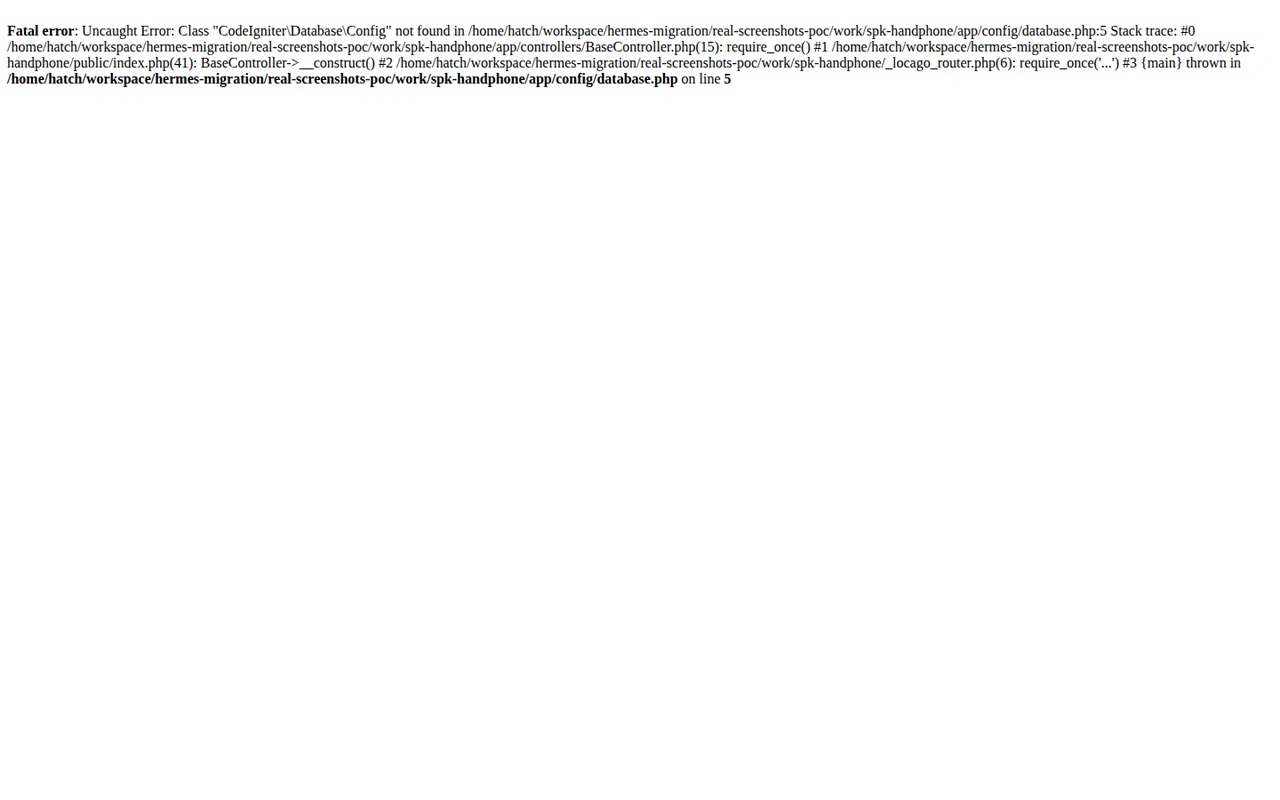 Fatal error: Uncaught Error: Class "CodeIgniter\Database\Config" not found in /home/hatch/workspace/hermes-migration/real-screenshots-poc/work/spk-handphone/app/config/database.php:5 Stack trace: #0
/home/hatch/workspace/hermes-migration/real-screenshots-poc/work/spk-handphone/app/controllers/BaseController.php(15): require_once() #1 /home/hatch/workspace/hermes-migration/real-screenshots-poc/work/spk-
handphone/public/index.php(41): BaseController->__construct() #2 /home/hatch/workspace/hermes-migration/real-screenshots-poc/work/spk-handphone/_locago_router.php(6): require_once('...') #3 {main} thrown in
/home/hatch/workspace/hermes-migration/real-screenshots-poc/work/spk-handphone/app/config/database.php on line 5